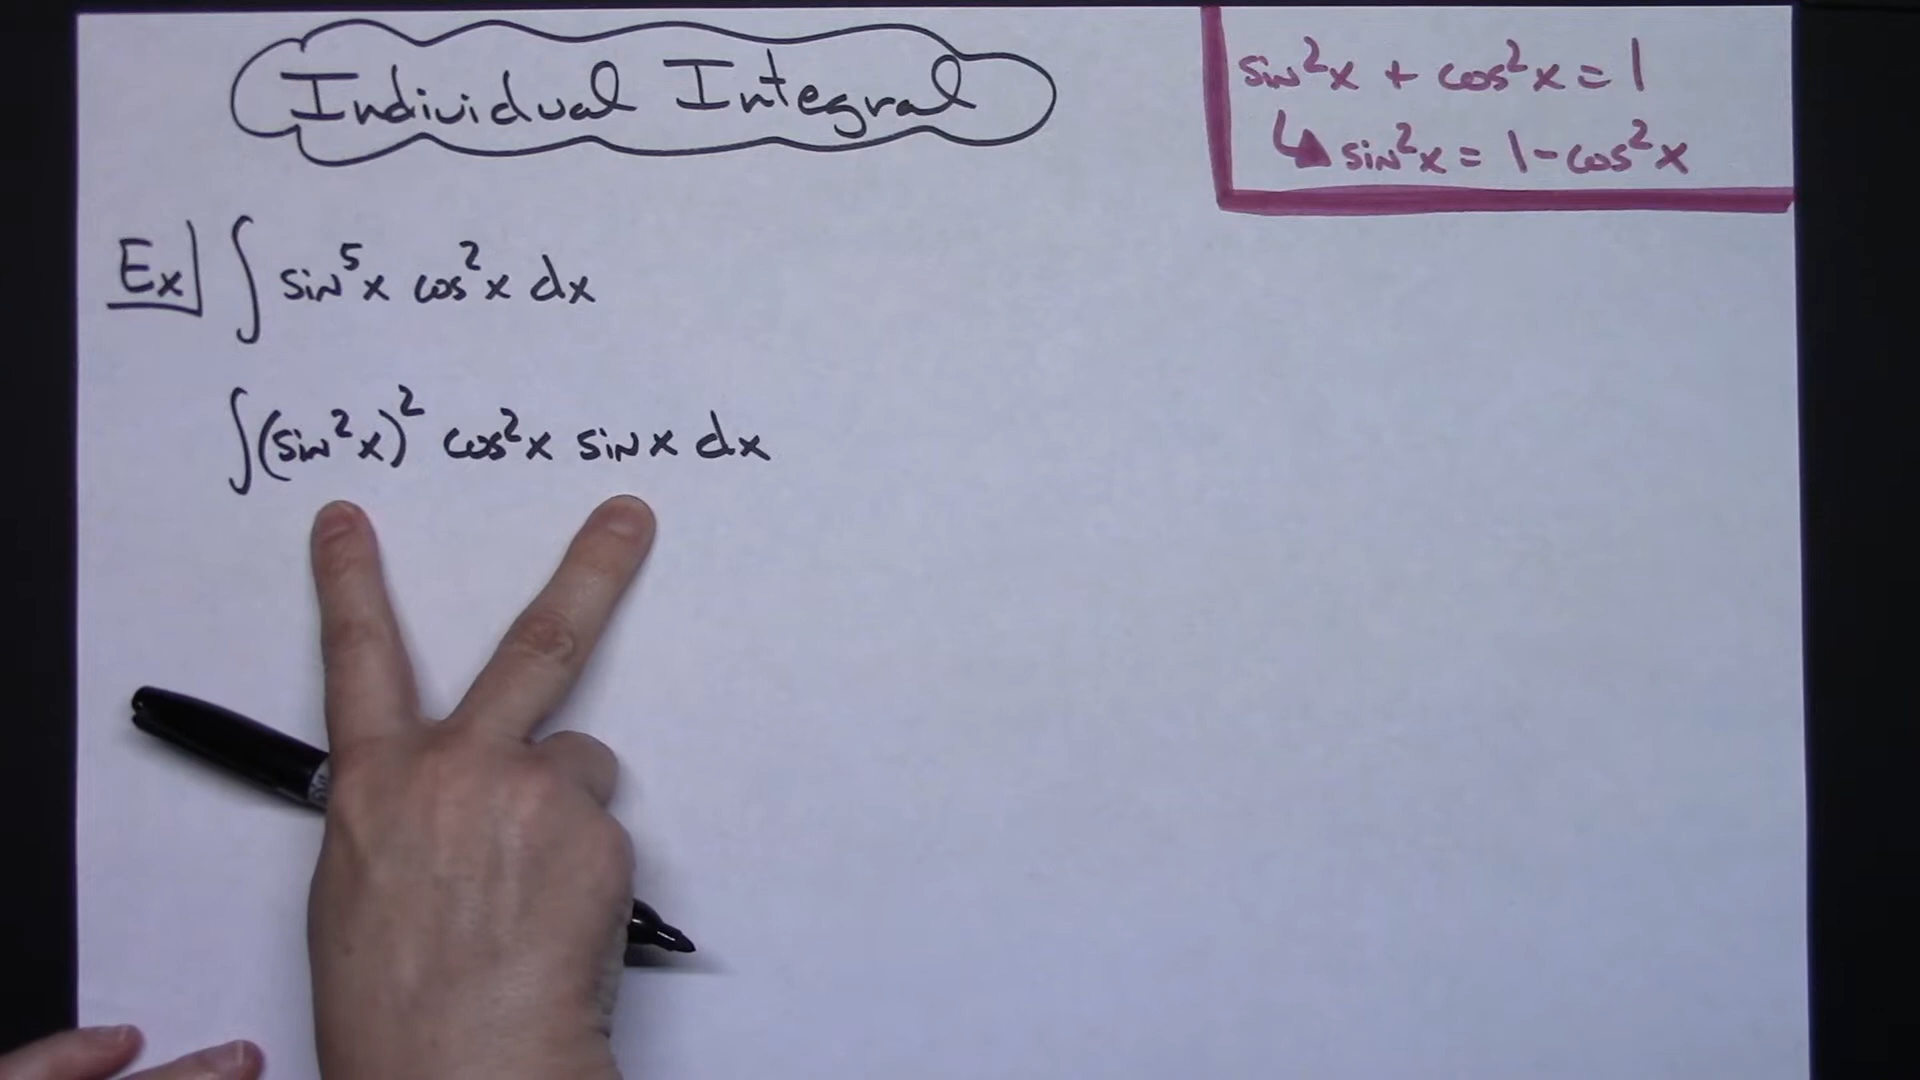 Individual Integral
sin²x + cos²x = 1
↳ sin²x = 1 - cos²x
Ex ∫ sin⁵x cos²x dx
∫(sin²x)² cos²x sin x dx